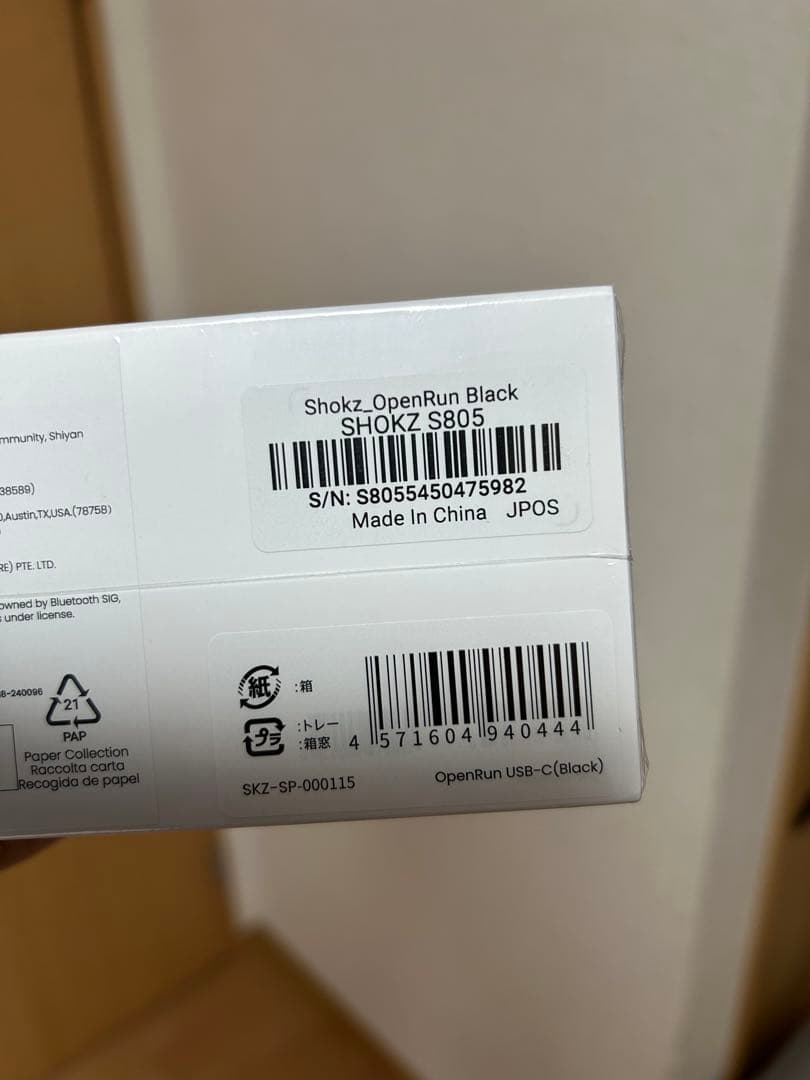 mmunity, Shiyan
38589)
,Austin,TX,USA.(78758)
RE) PTE. LTD.
owned by Bluetooth SIG,
under license.
-240096
21
PAP
Paper Collection
Raccolta carta
Recogida de papel
Shokz_OpenRun Black
SHOKZ S805
S/N: S8055450475982
Made In China JPOS
紙 :箱
プラ :トレー
:箱窓
4 571604 940444
SKZ-SP-000115
OpenRun USB-C(Black)